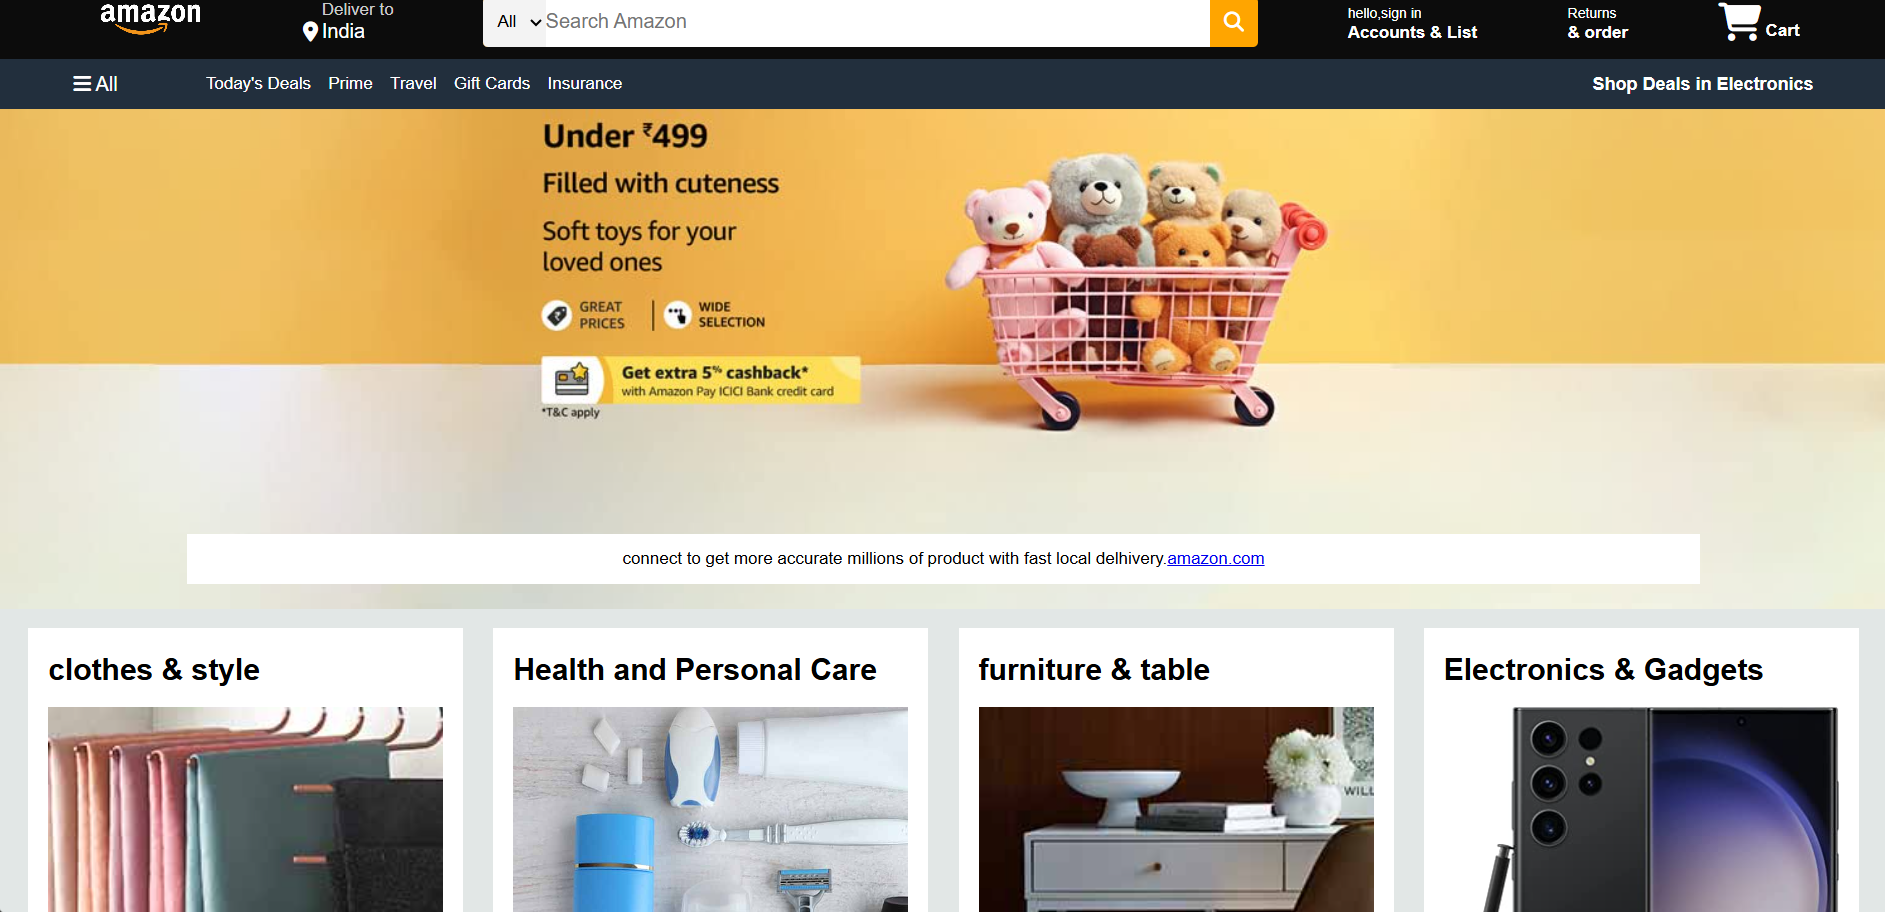 amazon
Deliver to
India
All
Search Amazon
hello,sign in
Accounts & List
Returns
& order
Cart
All
Today's Deals
Prime
Travel
Gift Cards
Insurance
Shop Deals in Electronics
Under ₹499
Filled with cuteness
Soft toys for your
loved ones
GREAT
PRICES
WIDE
SELECTION
Get extra 5% cashback*
with Amazon Pay ICICI Bank credit card
*T&C apply
connect to get more accurate millions of product with fast local delhivery.amazon.com
clothes & style
Health and Personal Care
furniture & table
Electronics & Gadgets
WILL